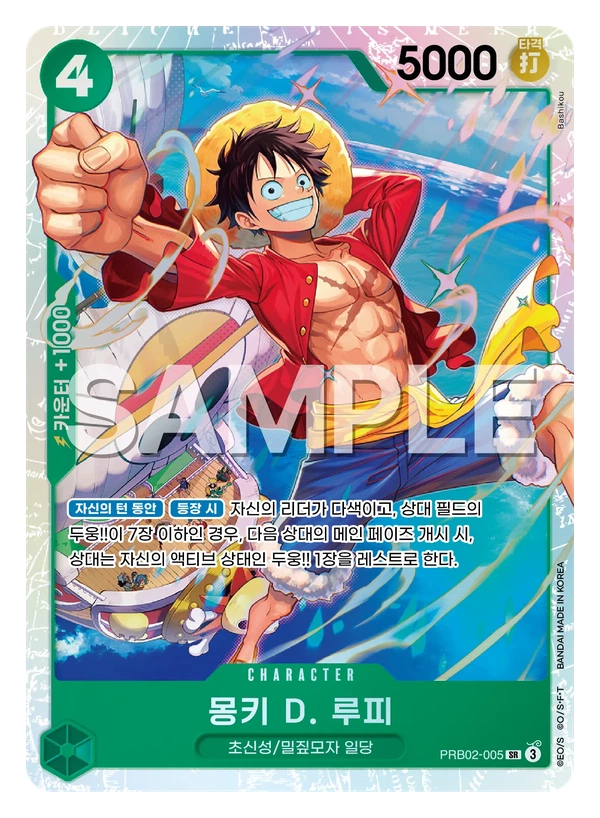 4
5000
타격
打
Bashikou
카운터 +1000
SAMPLE
자신의 턴 동안 등장 시 자신의 리더가 다색이고, 상대 필드의
두웅!!이 7장 이하인 경우, 다음 상대의 메인 페이즈 개시 시,
상대는 자신의 액티브 상태인 두웅!! 1장을 레스트로 한다.
CHARACTER
몽키 D. 루피
초신성/밀짚모자 일당
PRB02-005 SR 3
©EO/S ©O/S·F·T BANDAI MADE IN KOREA